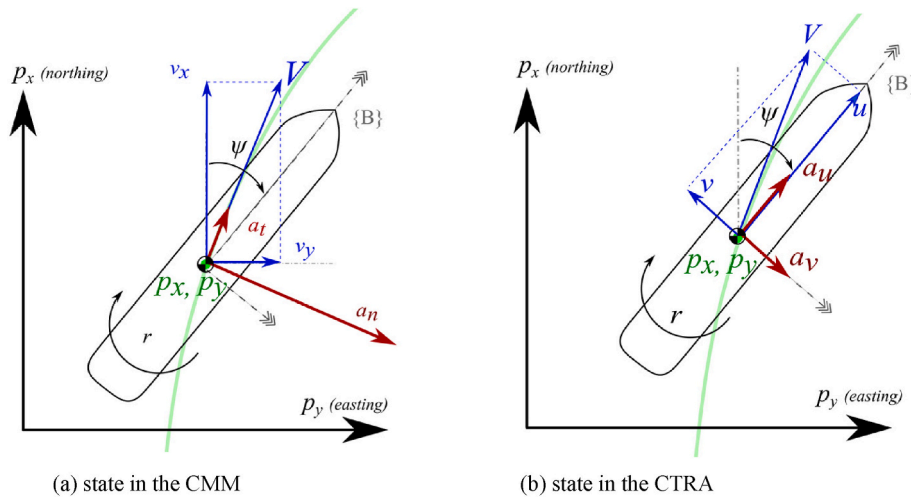 p_x (northing)
v_x
V
{B}
ψ
a_t
v_y
p_x, p_y
a_n
r
p_y (easting)
(a) state in the CMM
p_x (northing)
V
{B}
ψ
u
v
a_u
p_x, p_y
a_v
r
p_y (easting)
(b) state in the CTRA